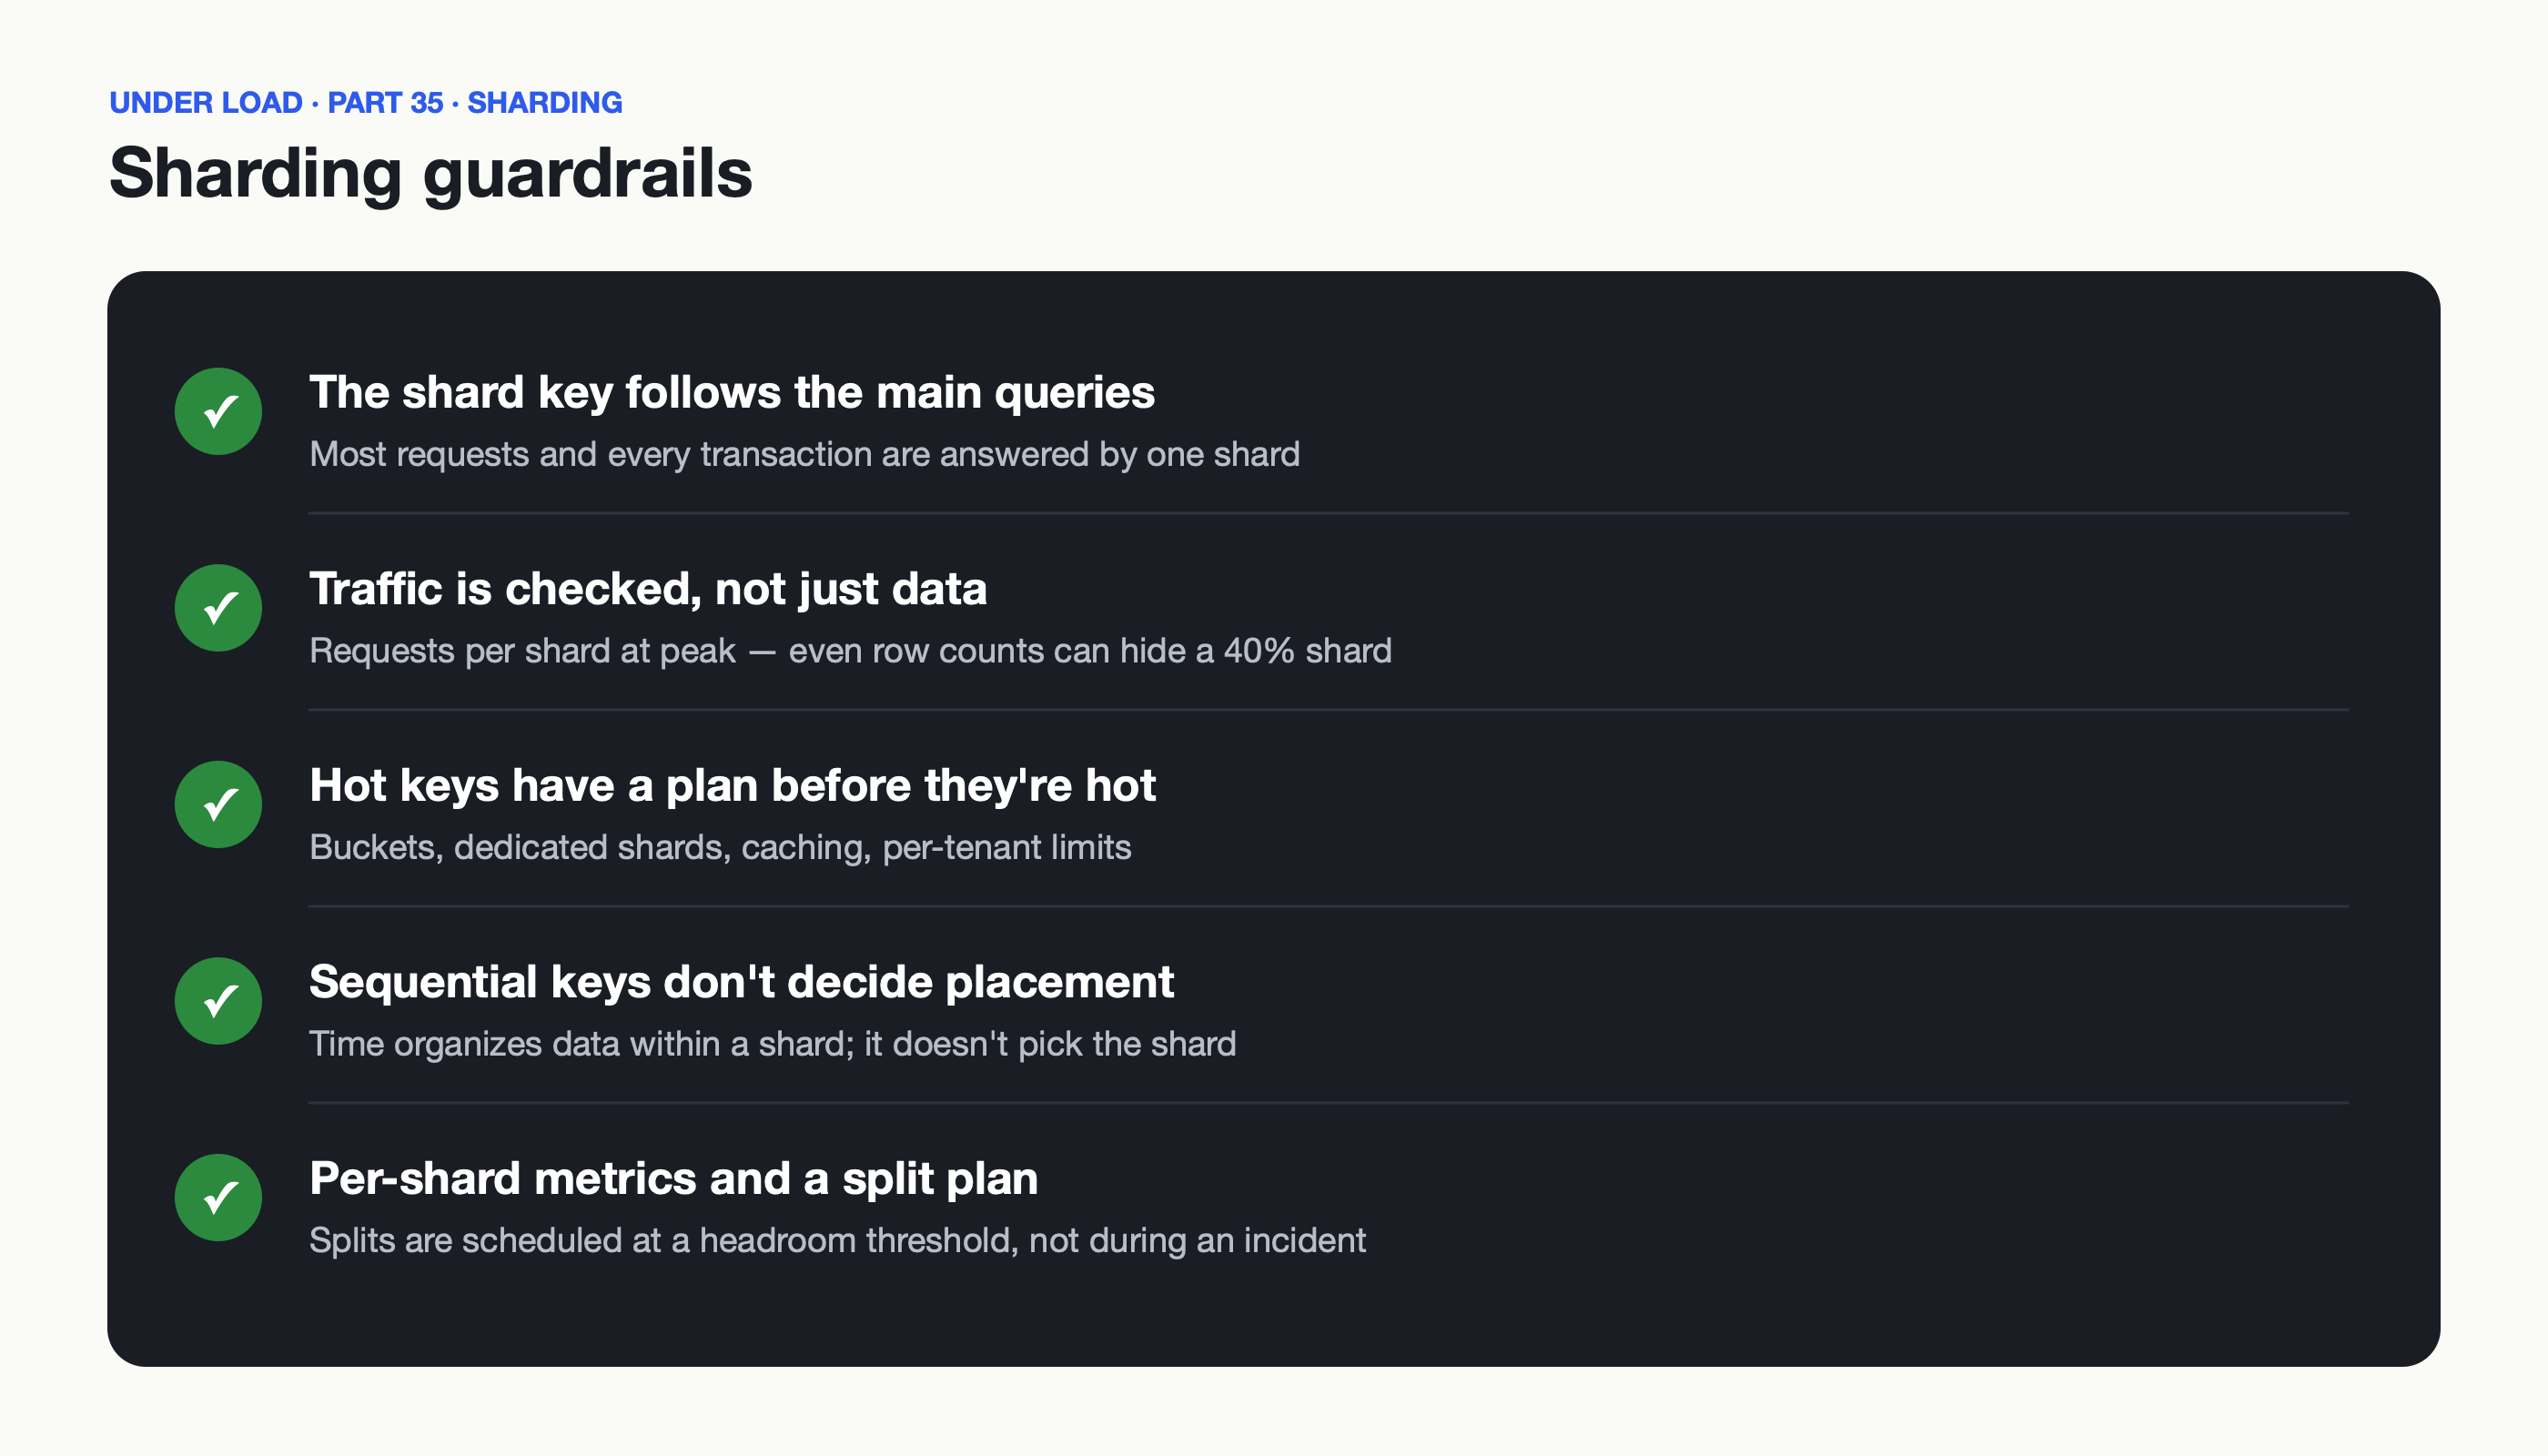 UNDER LOAD · PART 35 · SHARDING
Sharding guardrails
✓ The shard key follows the main queries
Most requests and every transaction are answered by one shard
✓ Traffic is checked, not just data
Requests per shard at peak — even row counts can hide a 40% shard
✓ Hot keys have a plan before they're hot
Buckets, dedicated shards, caching, per-tenant limits
✓ Sequential keys don't decide placement
Time organizes data within a shard; it doesn't pick the shard
✓ Per-shard metrics and a split plan
Splits are scheduled at a headroom threshold, not during an incident